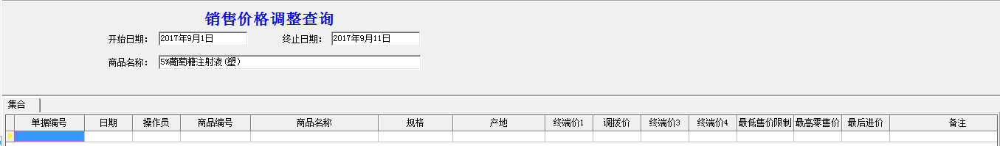 销售价格调整查询
开始日期： 2017年9月1日 终止日期： 2017年9月11日
商品名称： 5%葡萄糖注射液(塑)
集合
单据编号 日期 操作员 商品编号 商品名称 规格 产地 终端价1 调拨价 终端价3 终端价4 最低售价限制 最高零售价 最后进价 备注